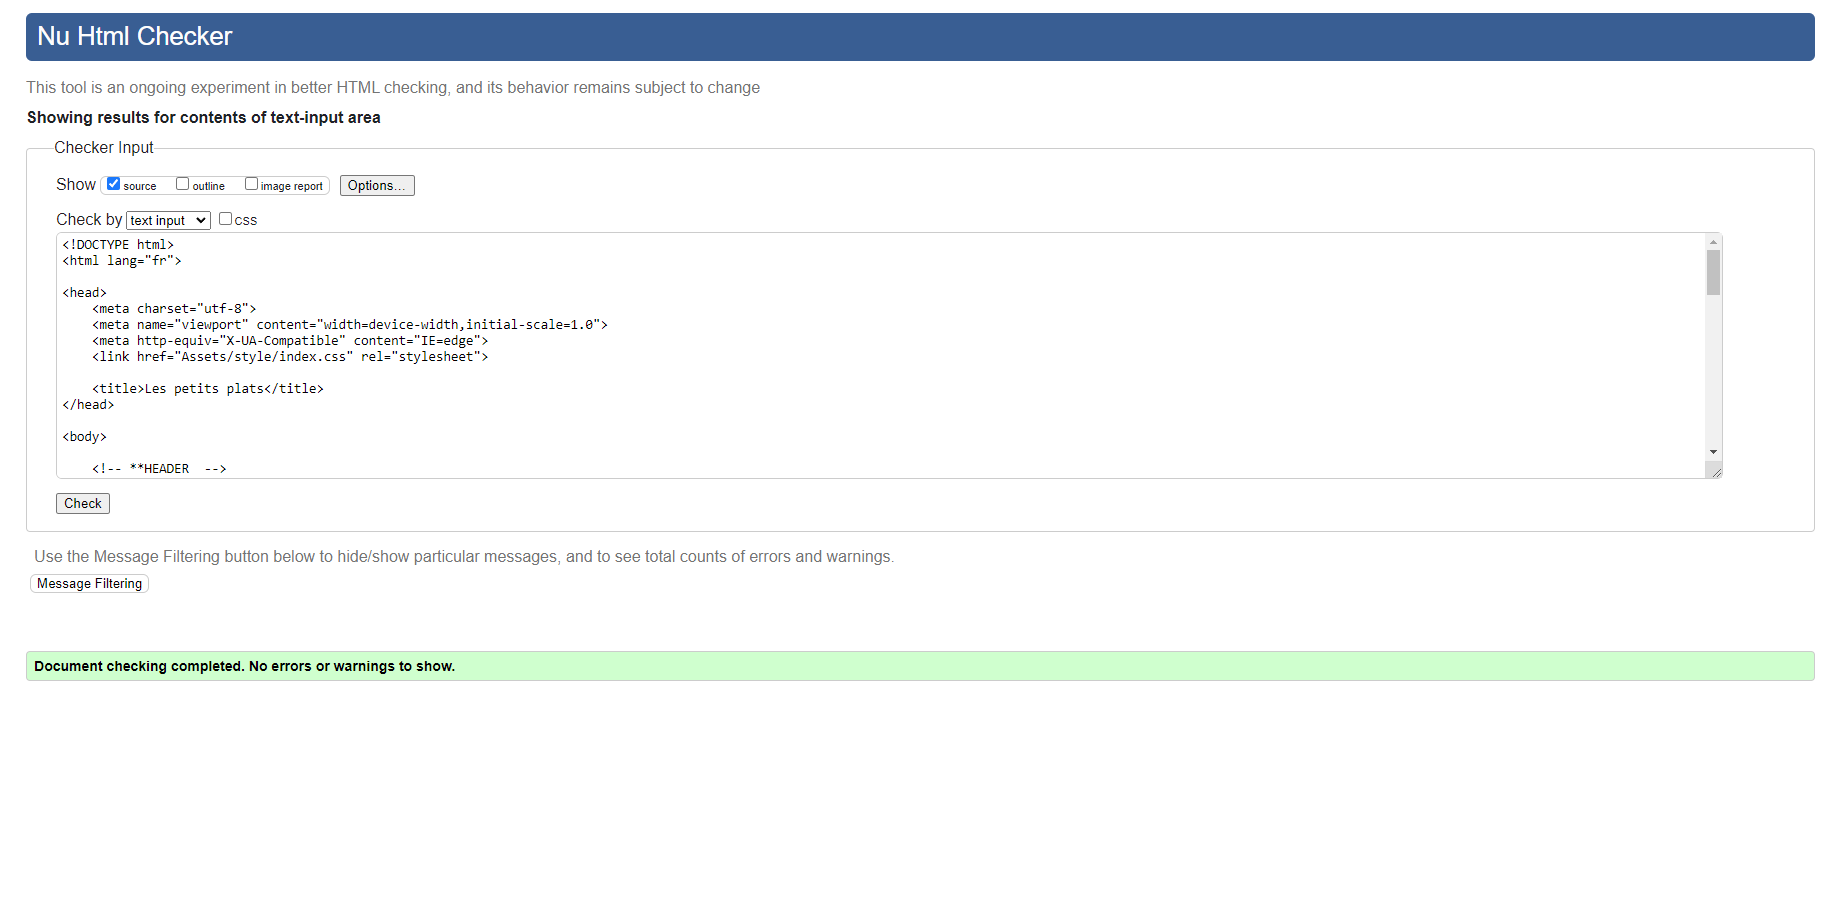 Nu Html Checker
This tool is an ongoing experiment in better HTML checking, and its behavior remains subject to change
Showing results for contents of text-input area
Checker Input
Show source outline image report Options...
Check by text input css
<!DOCTYPE html>
<html lang="fr">
<head>
    <meta charset="utf-8">
    <meta name="viewport" content="width=device-width,initial-scale=1.0">
    <meta http-equiv="X-UA-Compatible" content="IE=edge">
    <link href="Assets/style/index.css" rel="stylesheet">
    <title>Les petits plats</title>
</head>
<body>
    <!-- **HEADER  -->
Check
Use the Message Filtering button below to hide/show particular messages, and to see total counts of errors and warnings.
Message Filtering
Document checking completed. No errors or warnings to show.